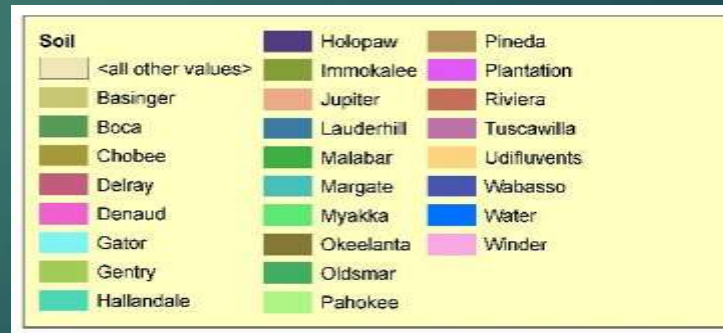 Soil
<all other values>
Basinger
Boca
Chobee
Delray
Denaud
Gator
Gentry
Hallandale
Holopaw
Immokalee
Jupiter
Lauderhill
Malabar
Margate
Myakka
Okeelanta
Oldsmar
Pahokee
Pineda
Plantation
Riviera
Tuscawilla
Udifluvents
Wabasso
Water
Winder